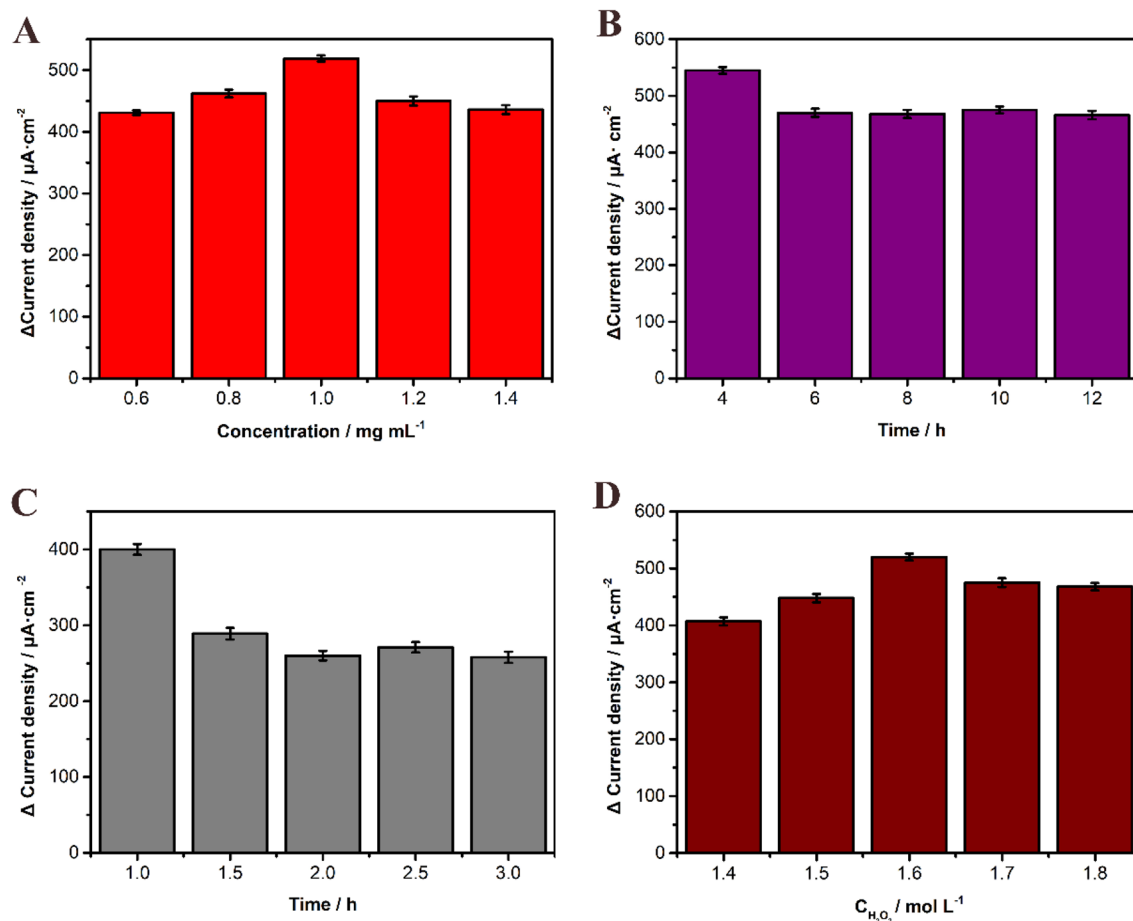 A
ΔCurrent density / μA·cm⁻²
500
400
300
200
100
0
0.6 0.8 1.0 1.2 1.4
Concentration / mg mL⁻¹
B
ΔCurrent density / μA· cm⁻²
600
500
400
300
200
100
0
4 6 8 10 12
Time / h
C
Δ Current density / μA·cm⁻²
400
300
200
100
0
1.0 1.5 2.0 2.5 3.0
Time / h
D
Δ Current density / μA·cm⁻²
600
500
400
300
200
100
0
1.4 1.5 1.6 1.7 1.8
C_H₂O₂ / mol L⁻¹